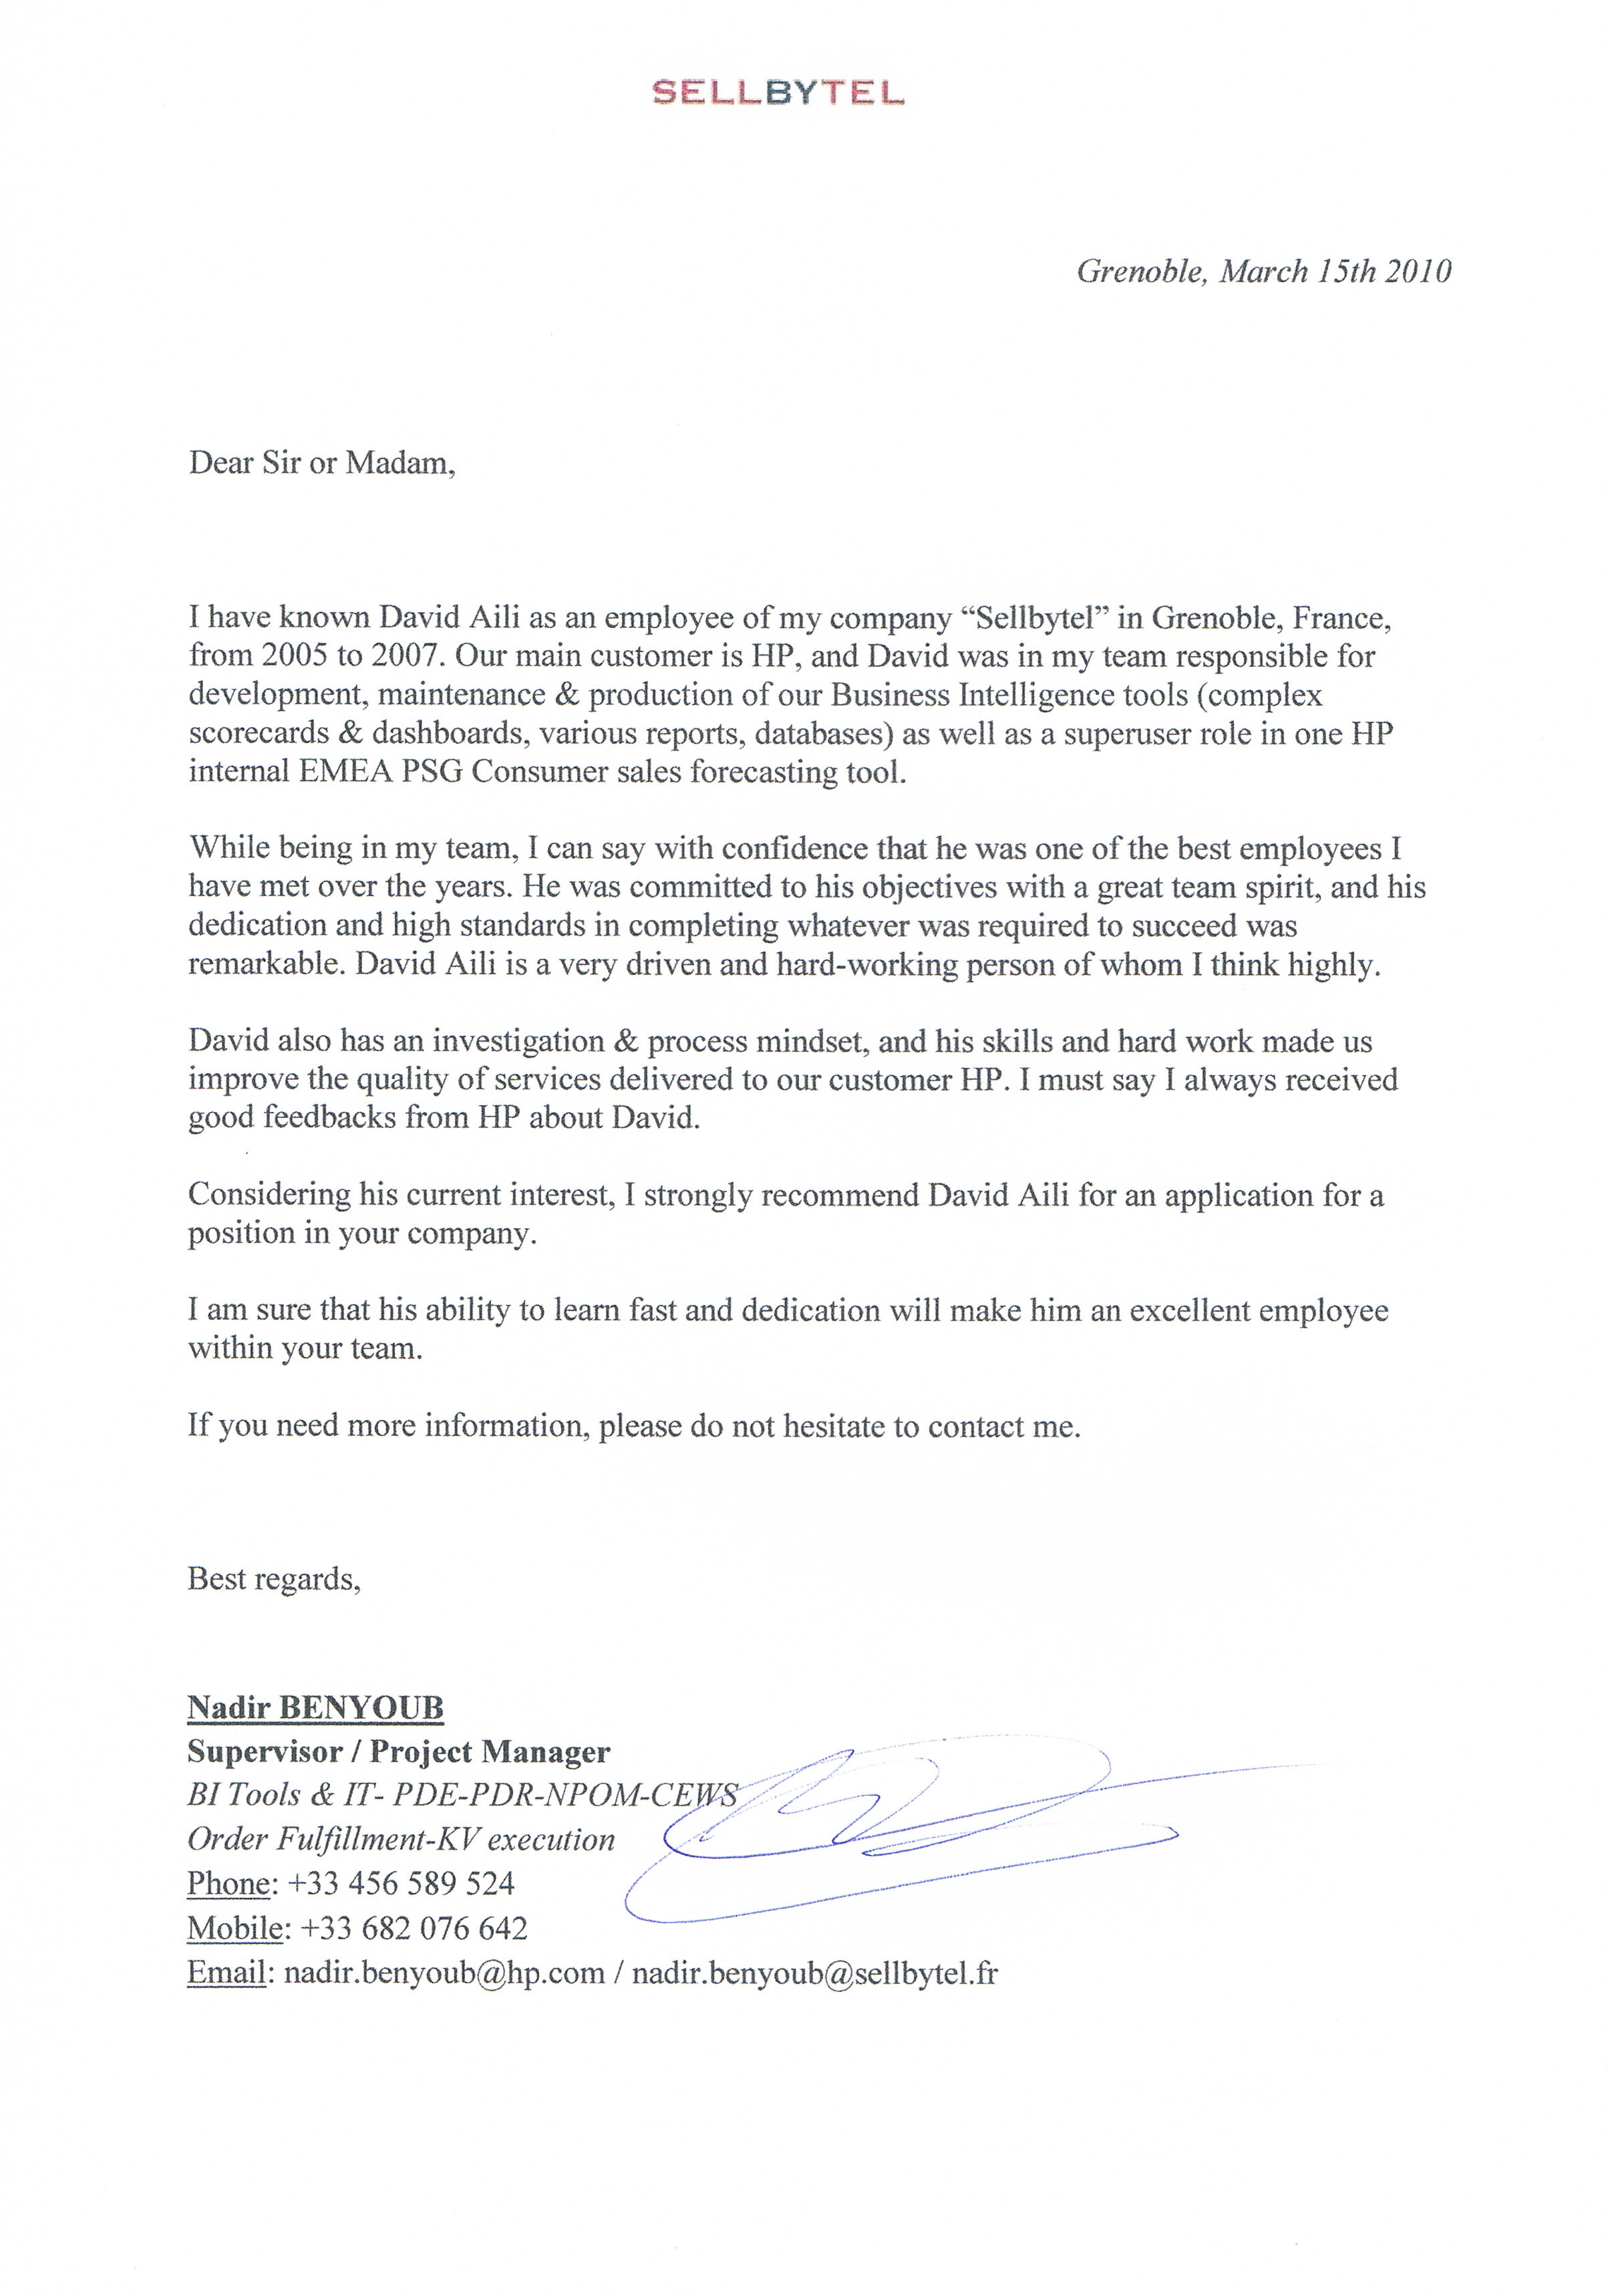 SELLBYTEL
Grenoble, March 15th 2010
Dear Sir or Madam,
I have known David Aili as an employee of my company “Sellbytel” in Grenoble, France,
from 2005 to 2007. Our main customer is HP, and David was in my team responsible for
development, maintenance & production of our Business Intelligence tools (complex
scorecards & dashboards, various reports, databases) as well as a superuser role in one HP
internal EMEA PSG Consumer sales forecasting tool.
While being in my team, I can say with confidence that he was one of the best employees I
have met over the years. He was committed to his objectives with a great team spirit, and his
dedication and high standards in completing whatever was required to succeed was
remarkable. David Aili is a very driven and hard-working person of whom I think highly.
David also has an investigation & process mindset, and his skills and hard work made us
improve the quality of services delivered to our customer HP. I must say I always received
good feedbacks from HP about David.
Considering his current interest, I strongly recommend David Aili for an application for a
position in your company.
I am sure that his ability to learn fast and dedication will make him an excellent employee
within your team.
If you need more information, please do not hesitate to contact me.
Best regards,
Nadir BENYOUB
Supervisor / Project Manager
BI Tools & IT- PDE-PDR-NPOM-CEWS
Order Fulfillment-KV execution
Phone: +33 456 589 524
Mobile: +33 682 076 642
Email: nadir.benyoub@hp.com / nadir.benyoub@sellbytel.fr